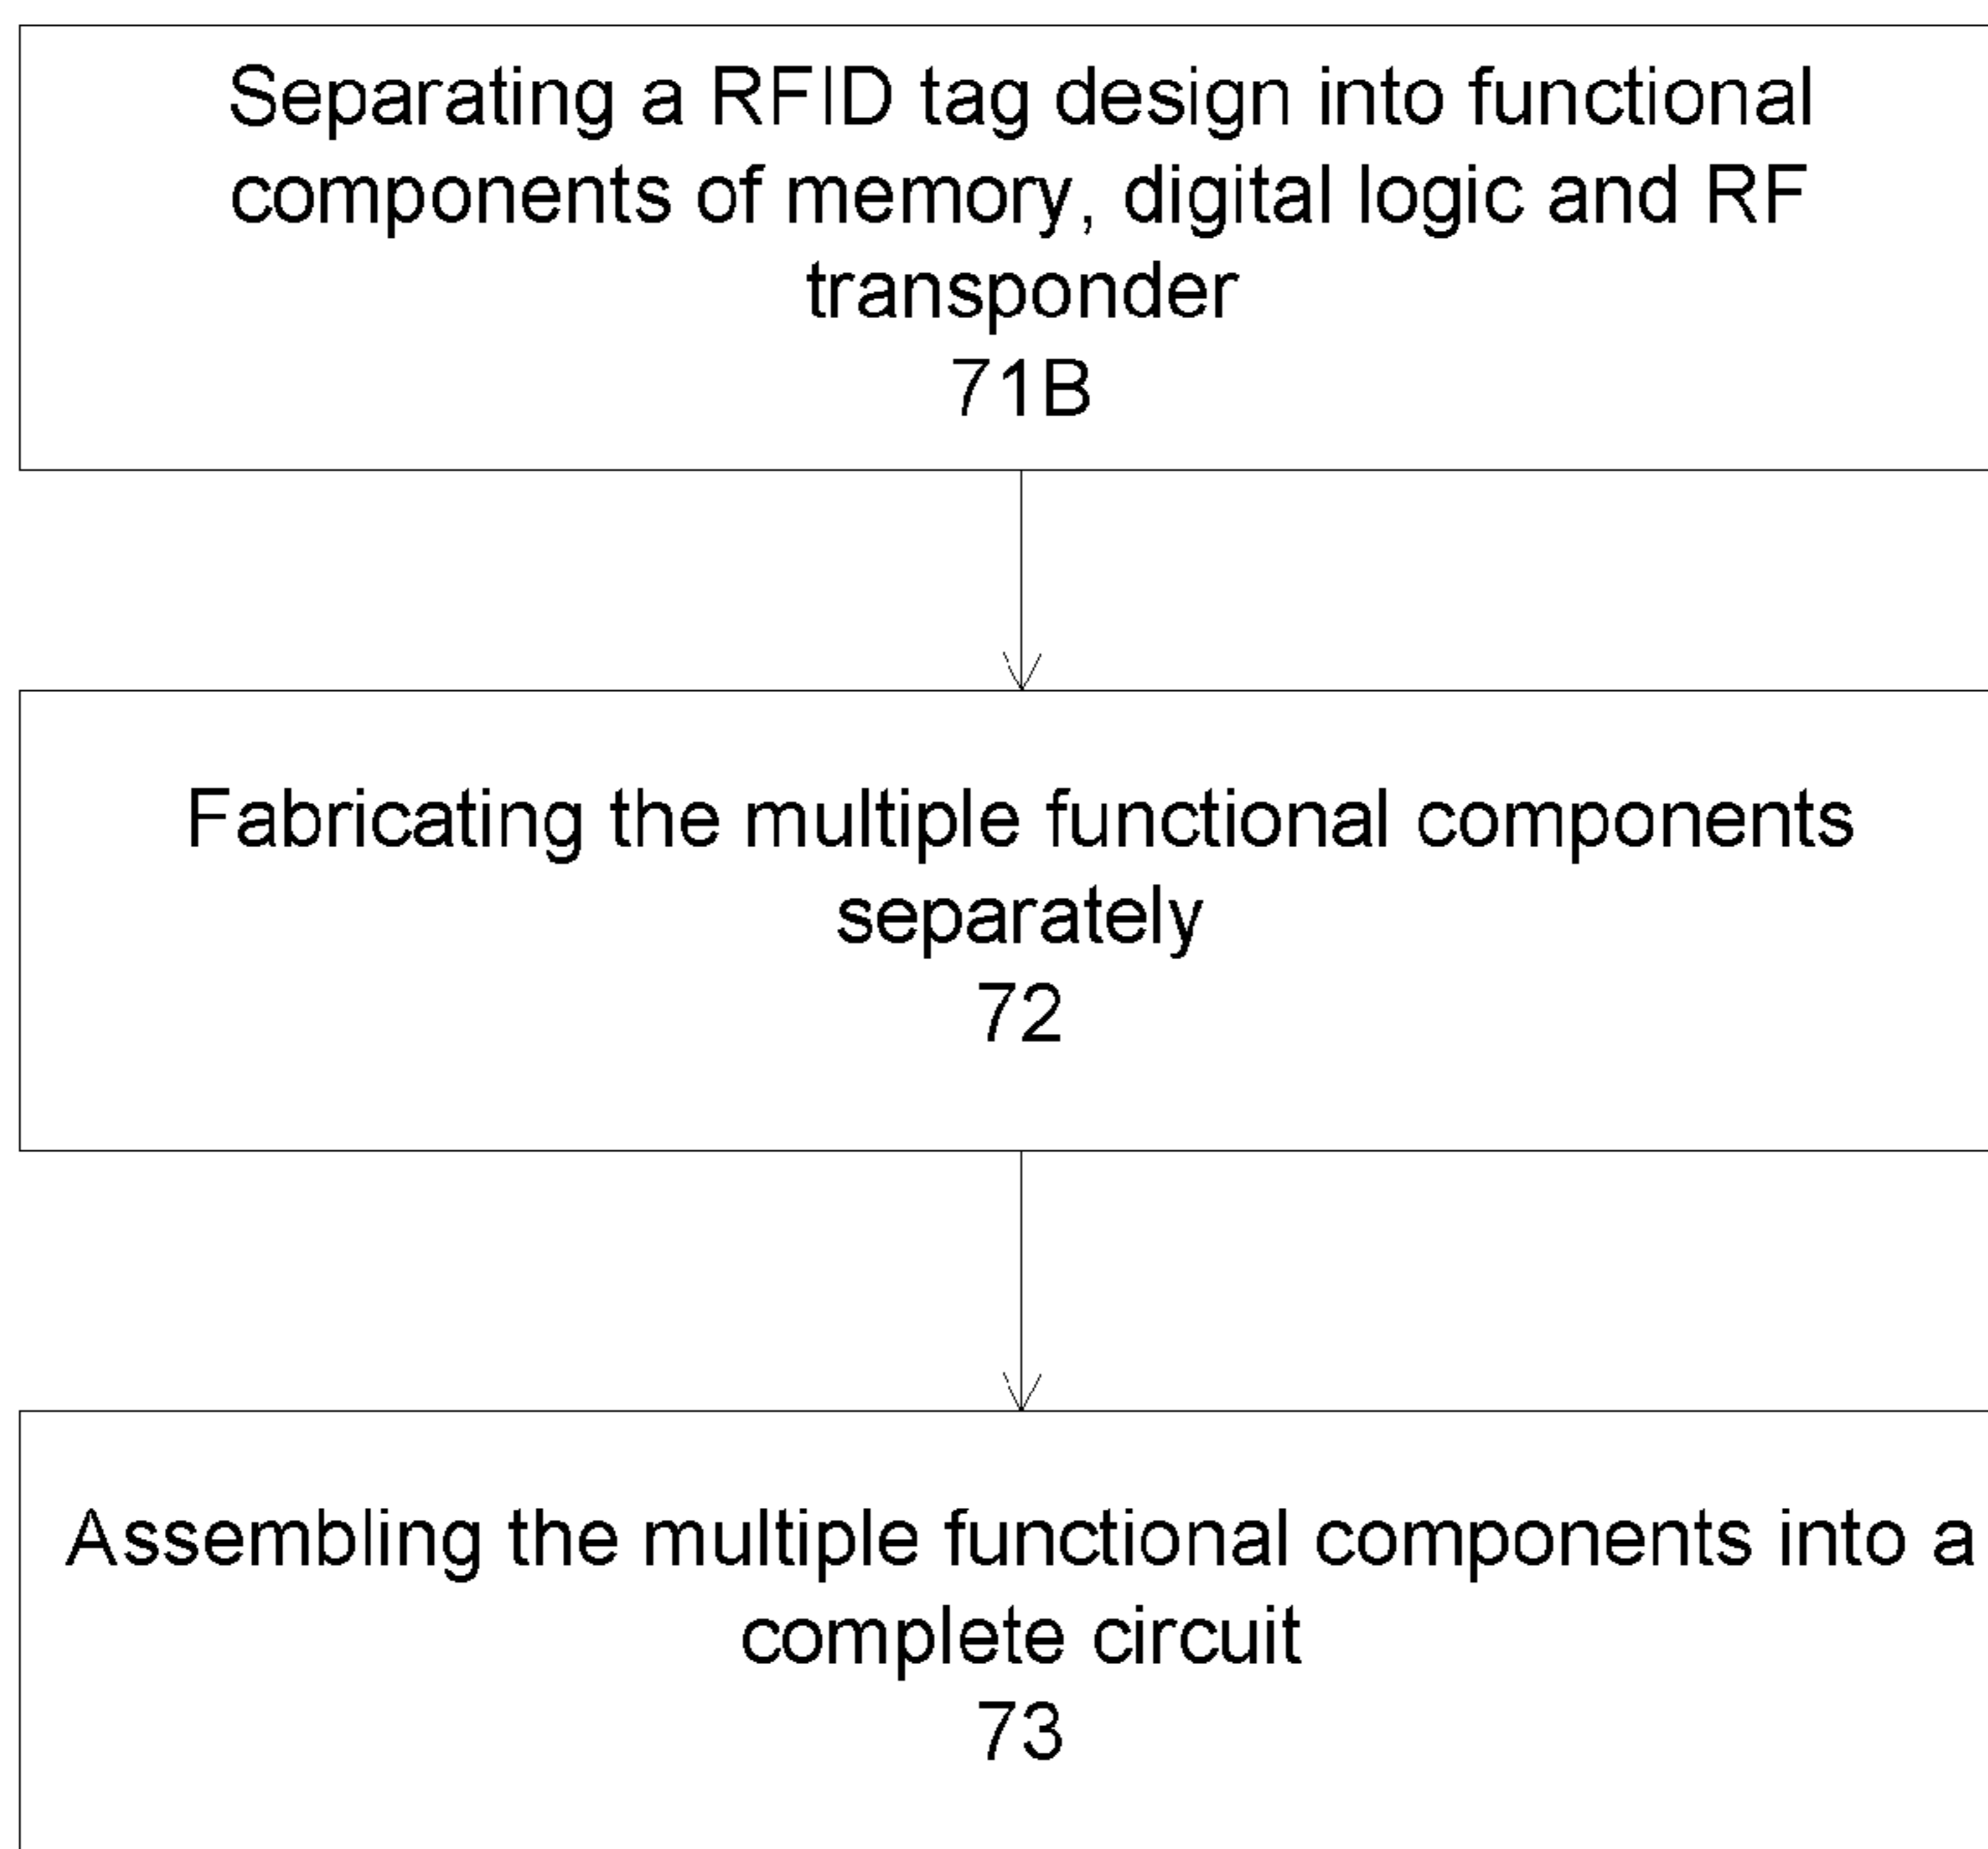 Separating a RFID tag design into functional
components of memory, digital logic and RF
transponder
71B
Fabricating the multiple functional components
separately
72
Assembling the multiple functional components into a
complete circuit
73